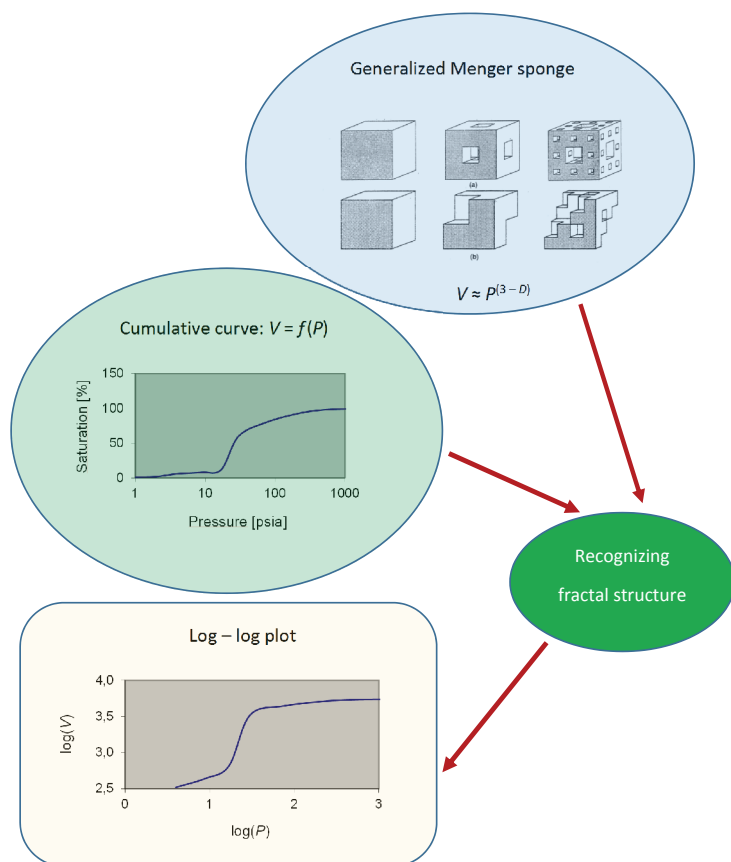 Generalized Menger sponge
(a)
(b)
V ≈ P^(3 – D)
Cumulative curve: V = f(P)
150
100
50
0
Saturation [%]
1 10 100 1000
Pressure [psia]
Recognizing
fractal structure
Log – log plot
4,0
3,5
3,0
2,5
log(V)
0 1 2 3
log(P)